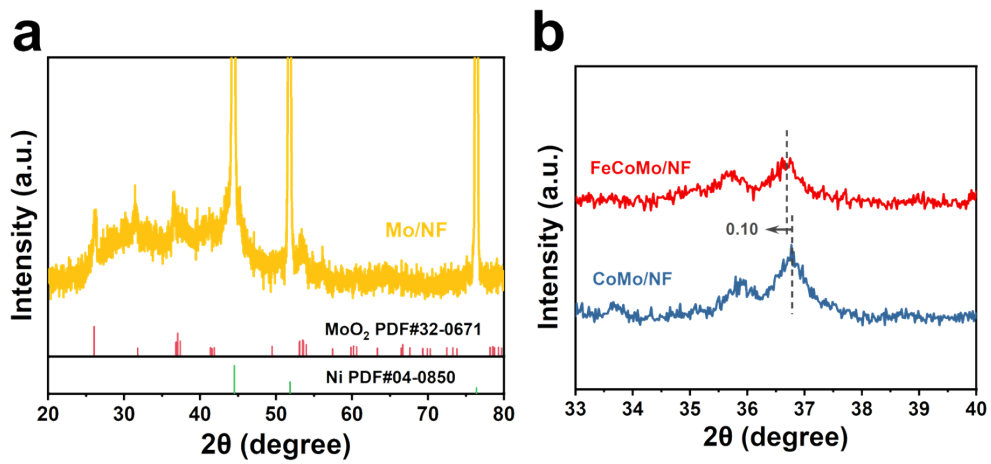 a
Intensity (a.u.)
Mo/NF
MoO₂ PDF#32-0671
Ni PDF#04-0850
20 30 40 50 60 70 80
2θ (degree)
b
Intensity (a.u.)
FeCoMo/NF
0.10
CoMo/NF
33 34 35 36 37 38 39 40
2θ (degree)